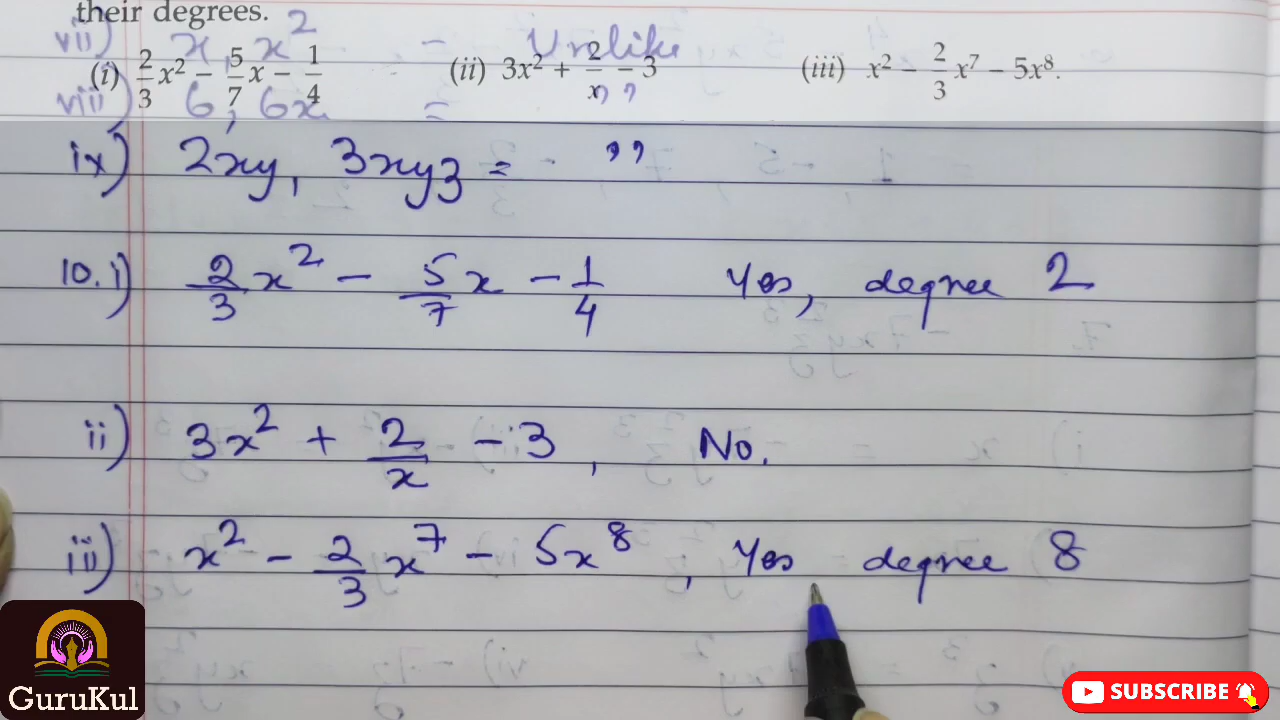 their degrees.
vii) x, x² - Unlike
(i) 2/3 x² − 5/7 x − 1/4 (ii) 3x² + 2/x − 3 (iii) x² − 2/3 x⁷ − 5x⁸.
viii) 6, 6x = ,,
ix) 2xy, 3xyz = ,,
10. i) 2/3 x² − 5/7 x − 1/4 Yes, degree 2
ii) 3x² + 2/x − 3, No.
iii) x² − 2/3 x⁷ − 5x⁸, Yes degree 8
GuruKul
SUBSCRIBE